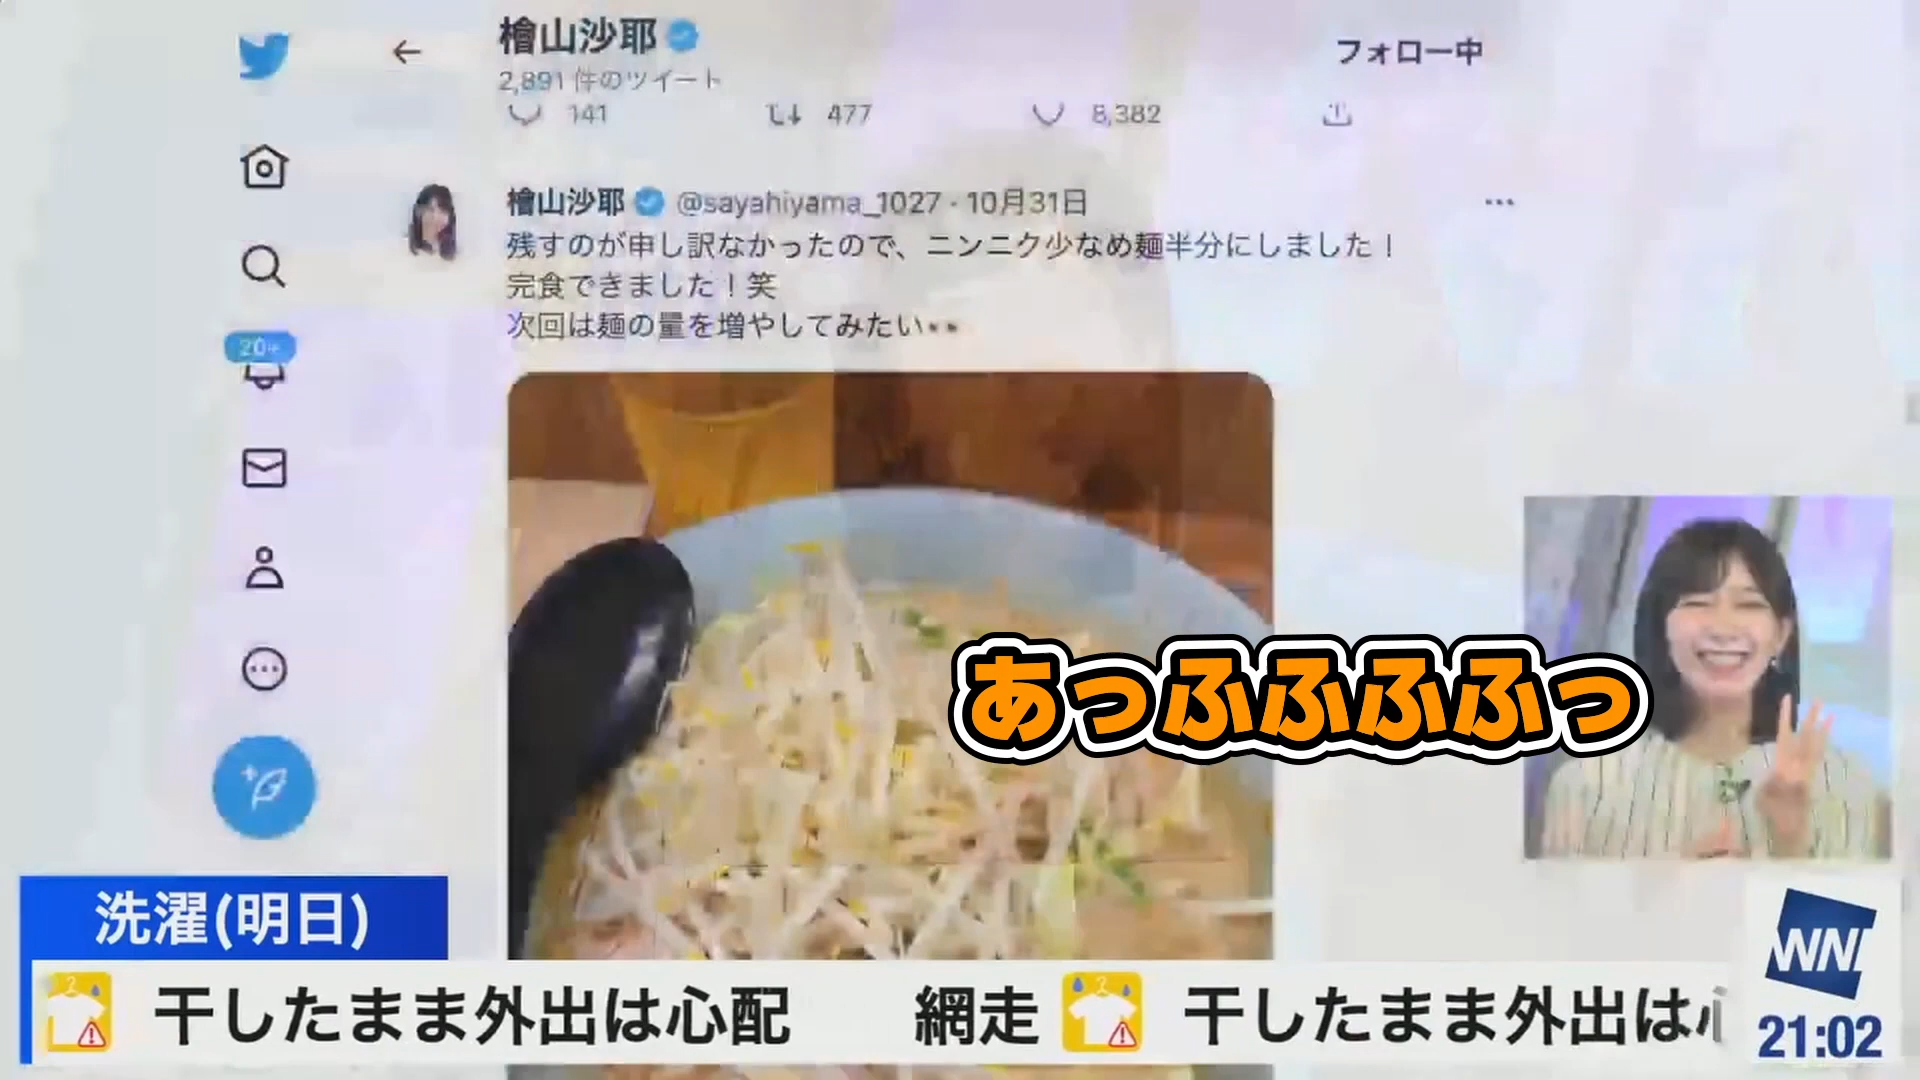 檜山沙耶
2,891 件のツイート
フォロー中
141 477 8,382
檜山沙耶 @sayahiyama_1027 · 10月31日
残すのが申し訳なかったので、ニンニク少なめ麺半分にしました！
完食できました！笑
次回は麺の量を増やしてみたい👀
20+
あっふふふふっ
洗濯(明日)
干したまま外出は心配 網走 干したまま外出は心
WNI
21:02